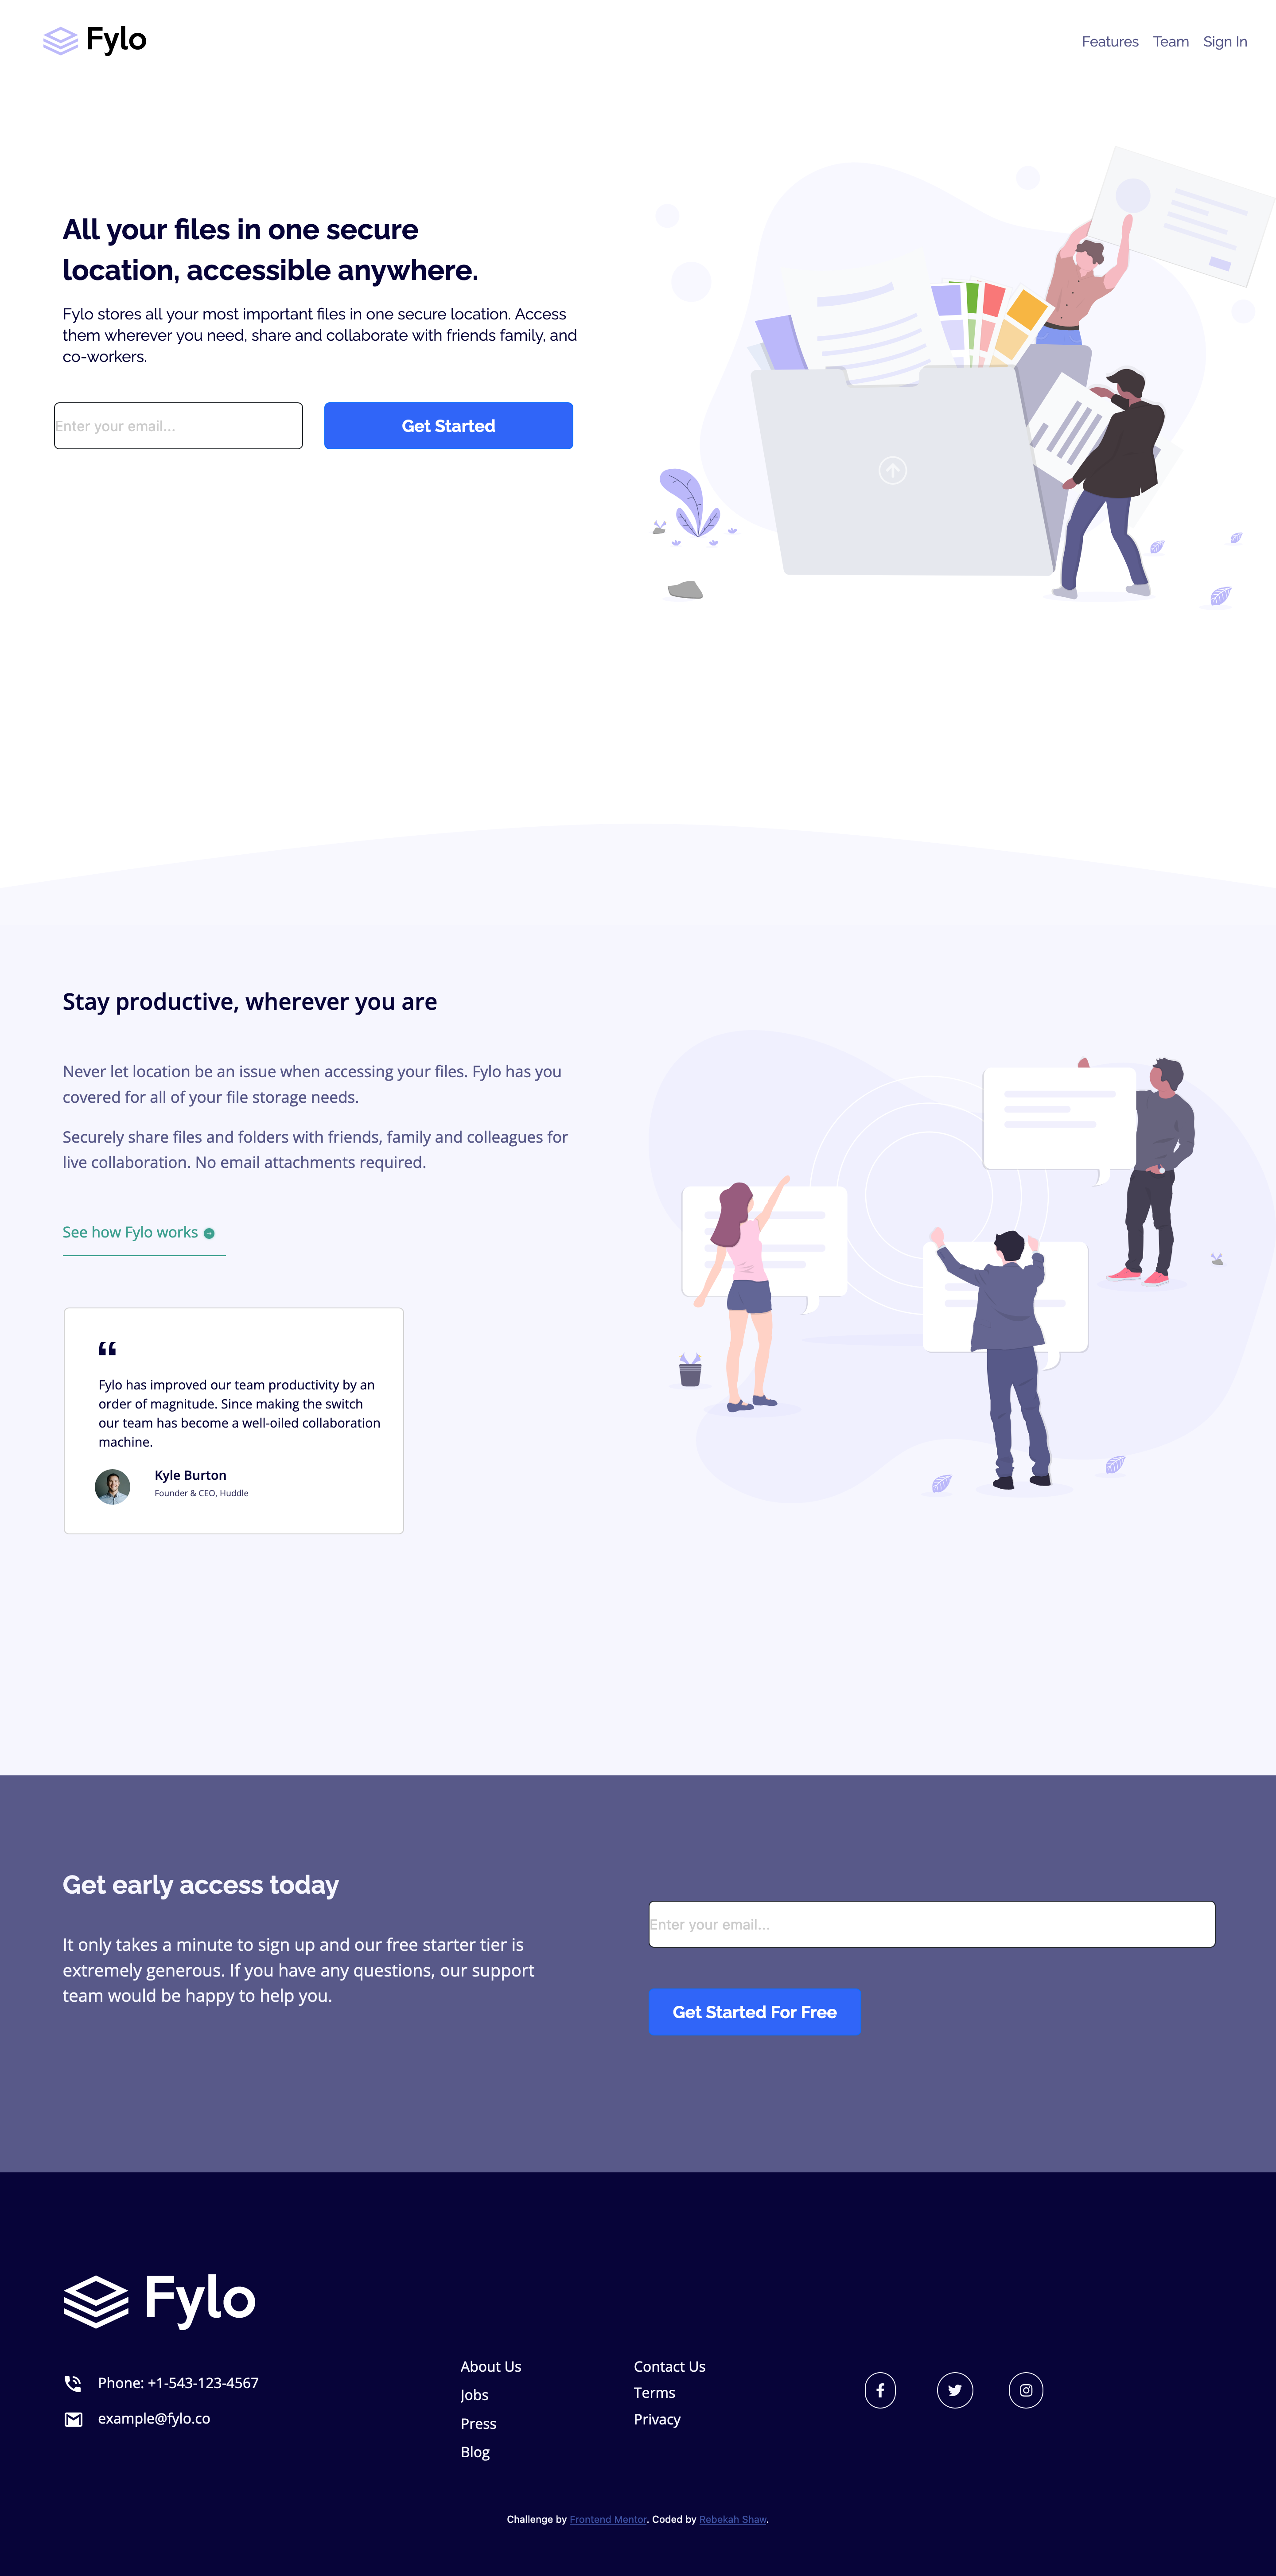 Fylo
Features Team Sign In
All your files in one secure
location, accessible anywhere.
Fylo stores all your most important files in one secure location. Access
them wherever you need, share and collaborate with friends family, and
co-workers.
Enter your email...
Get Started
Stay productive, wherever you are
Never let location be an issue when accessing your files. Fylo has you
covered for all of your file storage needs.
Securely share files and folders with friends, family and colleagues for
live collaboration. No email attachments required.
See how Fylo works
“
Fylo has improved our team productivity by an
order of magnitude. Since making the switch
our team has become a well-oiled collaboration
machine.
Kyle Burton
Founder & CEO, Huddle
Get early access today
It only takes a minute to sign up and our free starter tier is
extremely generous. If you have any questions, our support
team would be happy to help you.
Enter your email...
Get Started For Free
Fylo
Phone: +1-543-123-4567
example@fylo.co
About Us
Jobs
Press
Blog
Contact Us
Terms
Privacy
Challenge by Frontend Mentor. Coded by Rebekah Shaw.